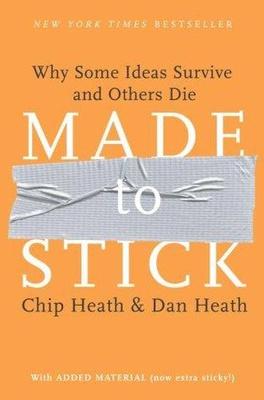 NEW YORK TIMES BESTSELLER
Why Some Ideas Survive
and Others Die
MADE
to
STICK
Chip Heath & Dan Heath
With ADDED MATERIAL (now extra sticky!)